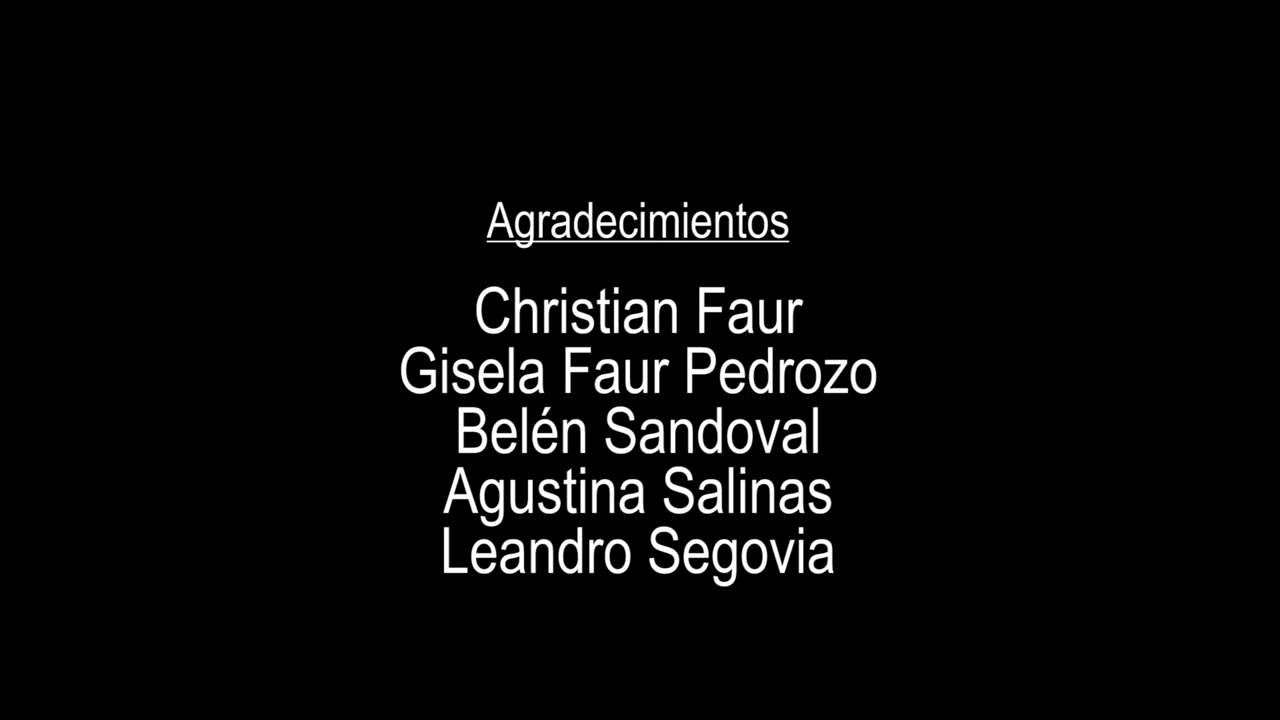 Agradecimientos
Christian Faur
Gisela Faur Pedrozo
Belén Sandoval
Agustina Salinas
Leandro Segovia